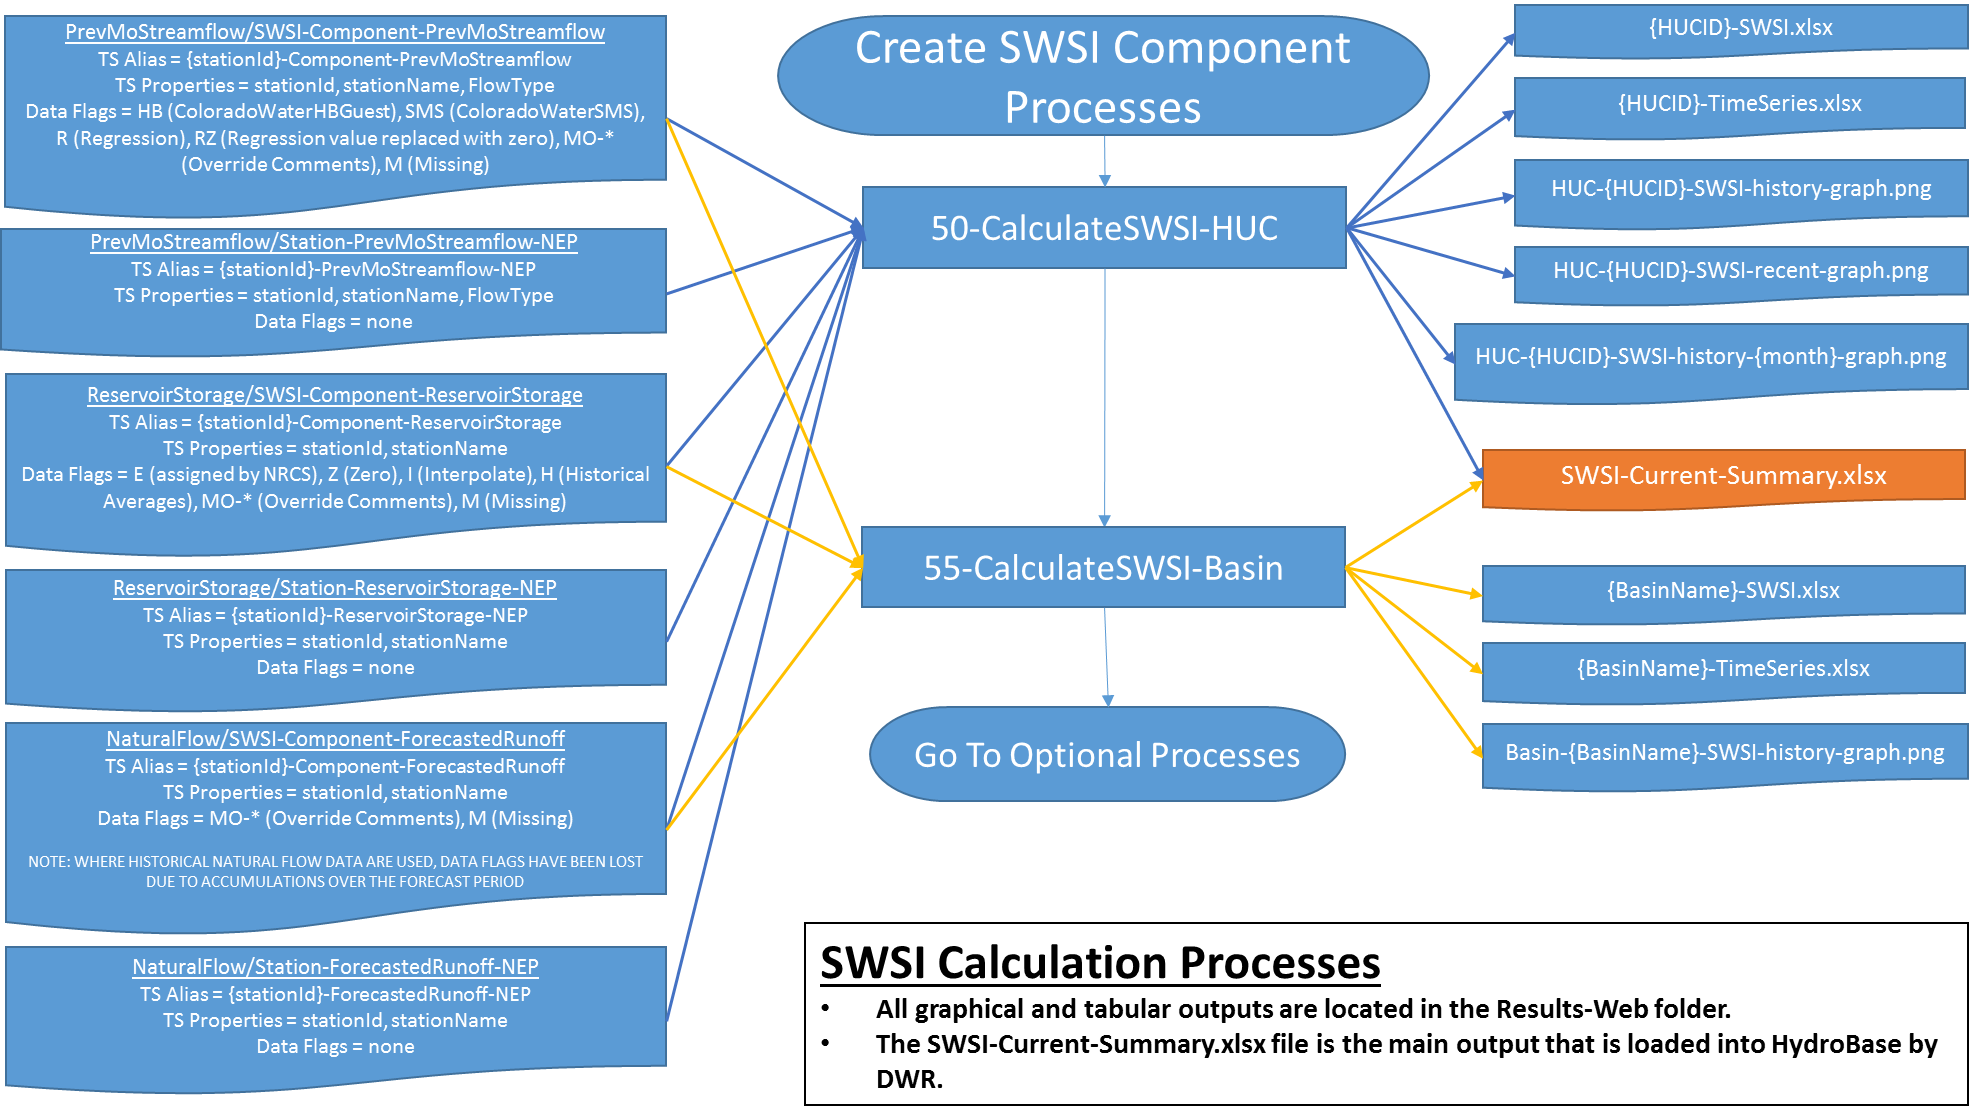 PrevMoStreamflow/SWSI-Component-PrevMoStreamflow
TS Alias = {stationId}-Component-PrevMoStreamflow
TS Properties = stationId, stationName, FlowType
Data Flags = HB (ColoradoWaterHBGuest), SMS (ColoradoWaterSMS),
R (Regression), RZ (Regression value replaced with zero), MO-*
(Override Comments), M (Missing)
PrevMoStreamflow/Station-PrevMoStreamflow-NEP
TS Alias = {stationId}-PrevMoStreamflow-NEP
TS Properties = stationId, stationName, FlowType
Data Flags = none
ReservoirStorage/SWSI-Component-ReservoirStorage
TS Alias = {stationId}-Component-ReservoirStorage
TS Properties = stationId, stationName
Data Flags = E (assigned by NRCS), Z (Zero), I (Interpolate), H (Historical
Averages), MO-* (Override Comments), M (Missing)
ReservoirStorage/Station-ReservoirStorage-NEP
TS Alias = {stationId}-ReservoirStorage-NEP
TS Properties = stationId, stationName
Data Flags = none
NaturalFlow/SWSI-Component-ForecastedRunoff
TS Alias = {stationId}-Component-ForecastedRunoff
TS Properties = stationId, stationName
Data Flags = MO-* (Override Comments), M (Missing)
NOTE: WHERE HISTORICAL NATURAL FLOW DATA ARE USED, DATA FLAGS HAVE BEEN LOST
DUE TO ACCUMULATIONS OVER THE FORECAST PERIOD
NaturalFlow/Station-ForecastedRunoff-NEP
TS Alias = {stationId}-ForecastedRunoff-NEP
TS Properties = stationId, stationName
Data Flags = none
Create SWSI Component
Processes
50-CalculateSWSI-HUC
55-CalculateSWSI-Basin
Go To Optional Processes
{HUCID}-SWSI.xlsx
{HUCID}-TimeSeries.xlsx
HUC-{HUCID}-SWSI-history-graph.png
HUC-{HUCID}-SWSI-recent-graph.png
HUC-{HUCID}-SWSI-history-{month}-graph.png
SWSI-Current-Summary.xlsx
{BasinName}-SWSI.xlsx
{BasinName}-TimeSeries.xlsx
Basin-{BasinName}-SWSI-history-graph.png
SWSI Calculation Processes
• All graphical and tabular outputs are located in the Results-Web folder.
• The SWSI-Current-Summary.xlsx file is the main output that is loaded into HydroBase by
DWR.